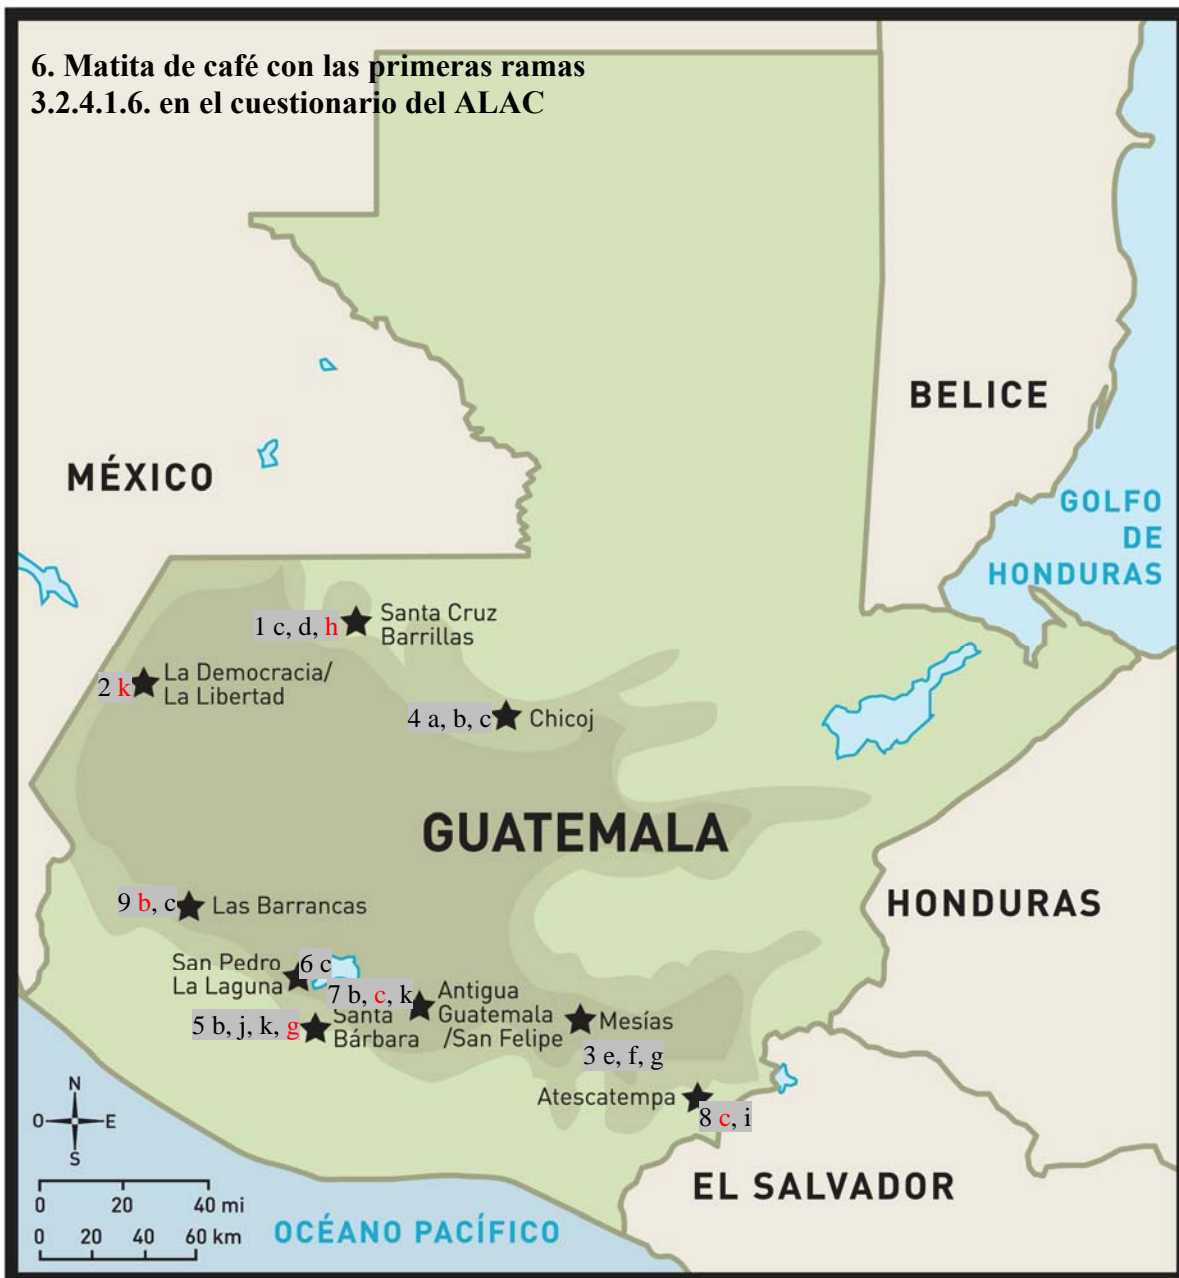 6. Matita de café con las primeras ramas
3.2.4.1.6. en el cuestionario del ALAC
BELICE
MÉXICO
GOLFO
DE
HONDURAS
1 c, d, h
Santa Cruz
Barrillas
2 k
La Democracia/
La Libertad
4 a, b, c
Chicoj
GUATEMALA
9 b, c
Las Barrancas
HONDURAS
San Pedro
La Laguna
6 c
7 b, c, k
Antigua
Guatemala
/San Felipe
5 b, j, k, g
Santa
Bárbara
Mesías
3 e, f, g
Atescatempa
8 c, i
N
O
E
S
0 20 40 mi
0 20 40 60 km
OCÉANO PACÍFICO
EL SALVADOR